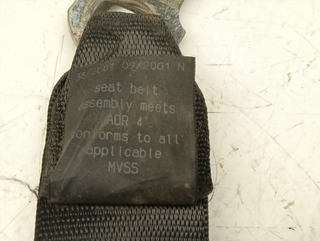 09/2001 N
seat belt
assembly meets
ADR 4
conforms to all
applicable
MVSS